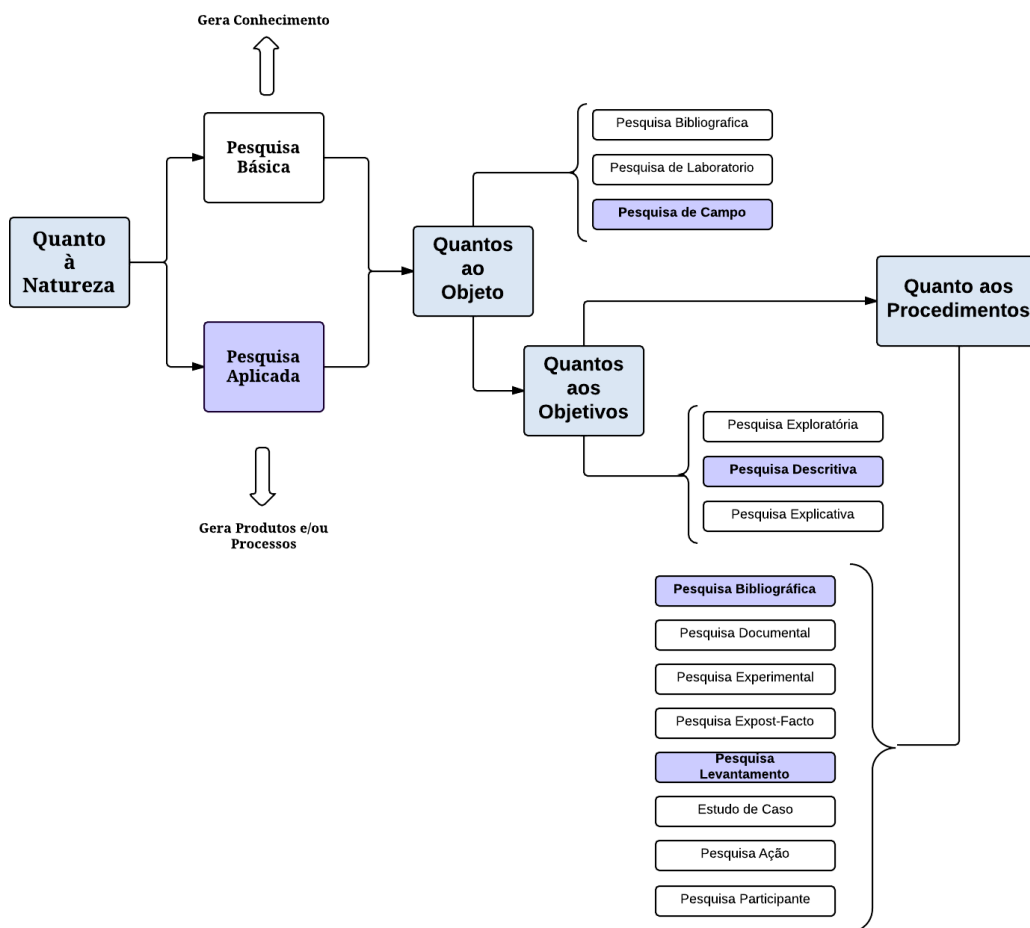 Gera Conhecimento
Pesquisa
Básica
Quanto
à
Natureza
Pesquisa
Aplicada
Gera Produtos e/ou
Processos
Quantos
ao
Objeto
Pesquisa Bibliografica
Pesquisa de Laboratorio
Pesquisa de Campo
Quantos
aos
Objetivos
Pesquisa Exploratória
Pesquisa Descritiva
Pesquisa Explicativa
Quanto aos
Procedimentos
Pesquisa Bibliográfica
Pesquisa Documental
Pesquisa Experimental
Pesquisa Expost-Facto
Pesquisa
Levantamento
Estudo de Caso
Pesquisa Ação
Pesquisa Participante